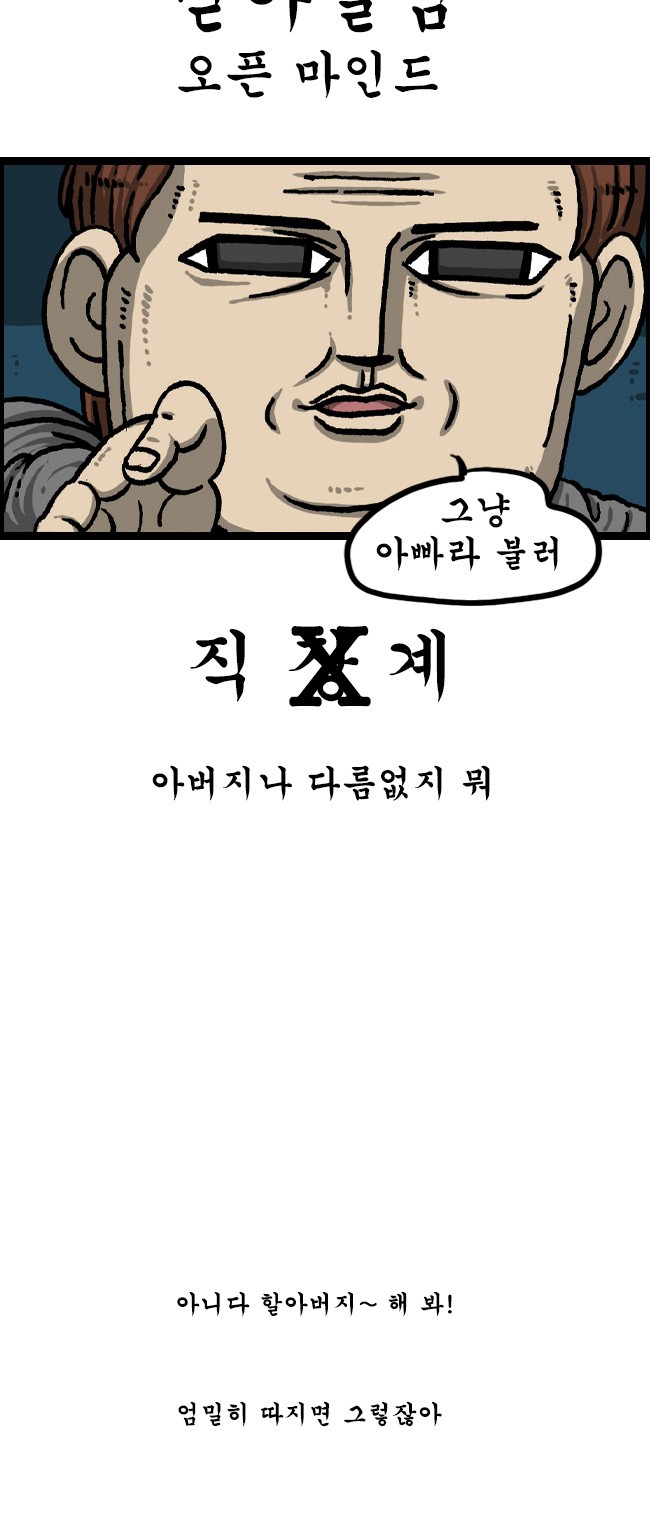 오픈 마인드
그냥
아빠라 불러
직 계
아버지나 다름없지 뭐
아니다 할아버지~ 해 봐!
엄밀히 따지면 그렇잖아